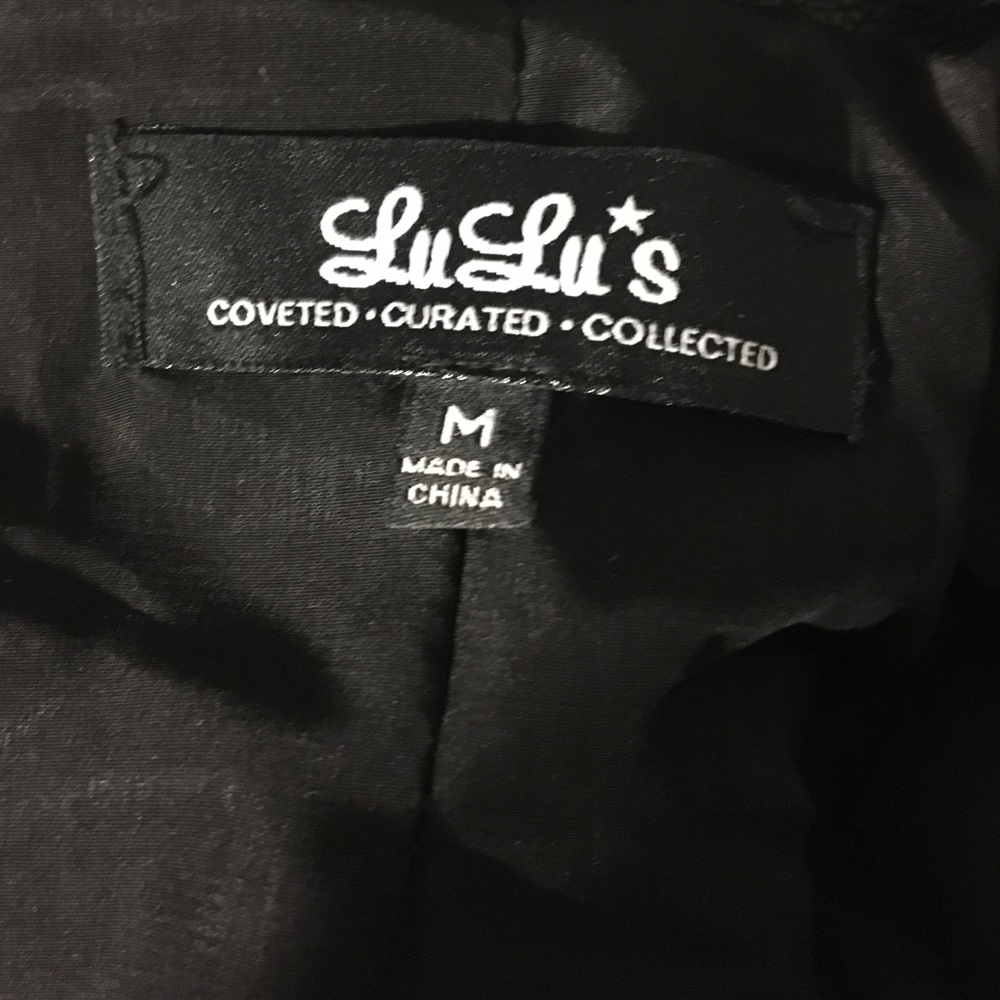 LuLu*s
COVETED • CURATED • COLLECTED
M
MADE IN
CHINA